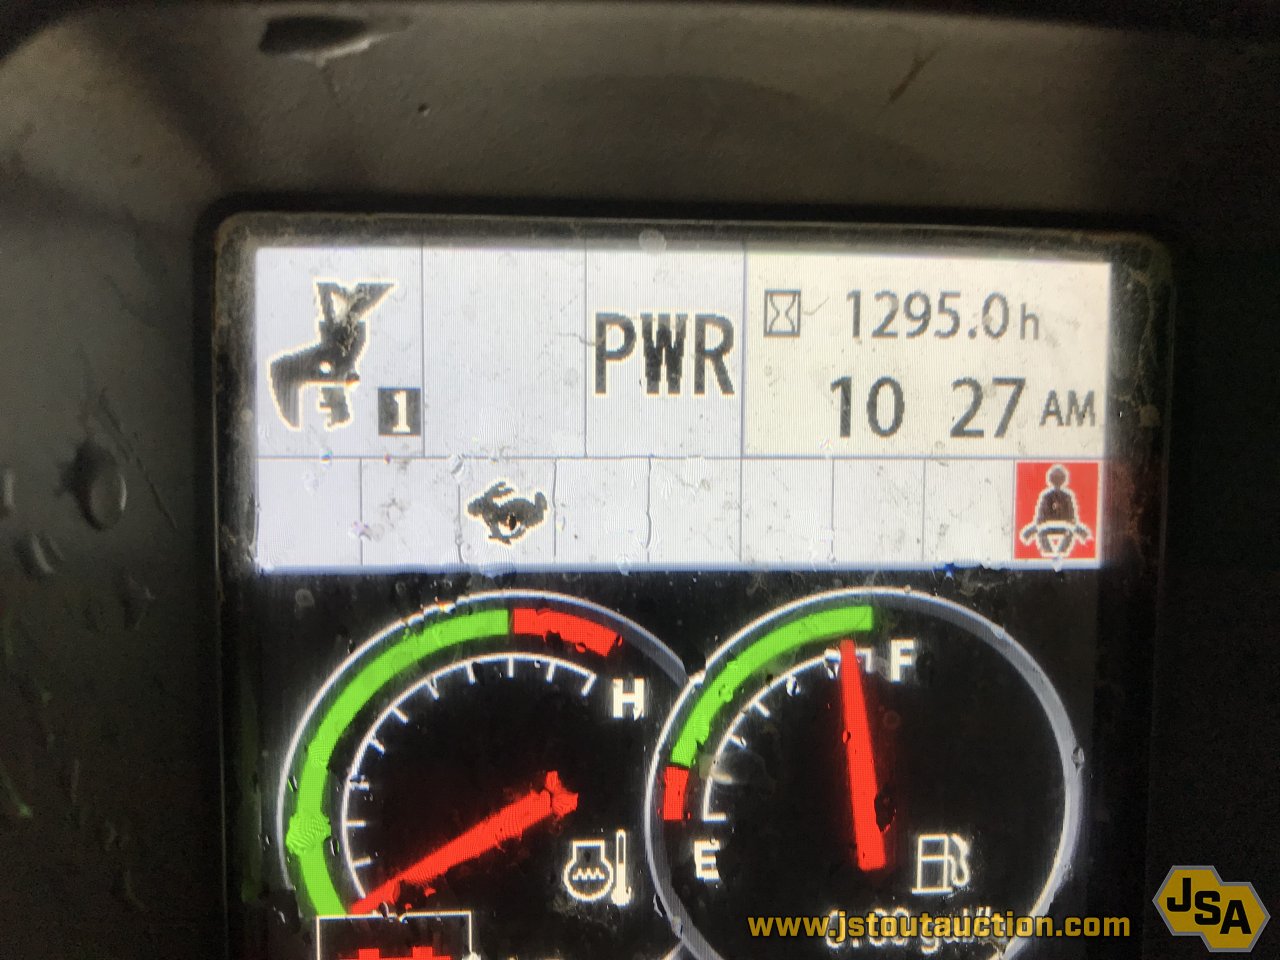 PWR
1295.0h
10 27 AM
1
H
F
E
www.jstoutauction.com
JSA